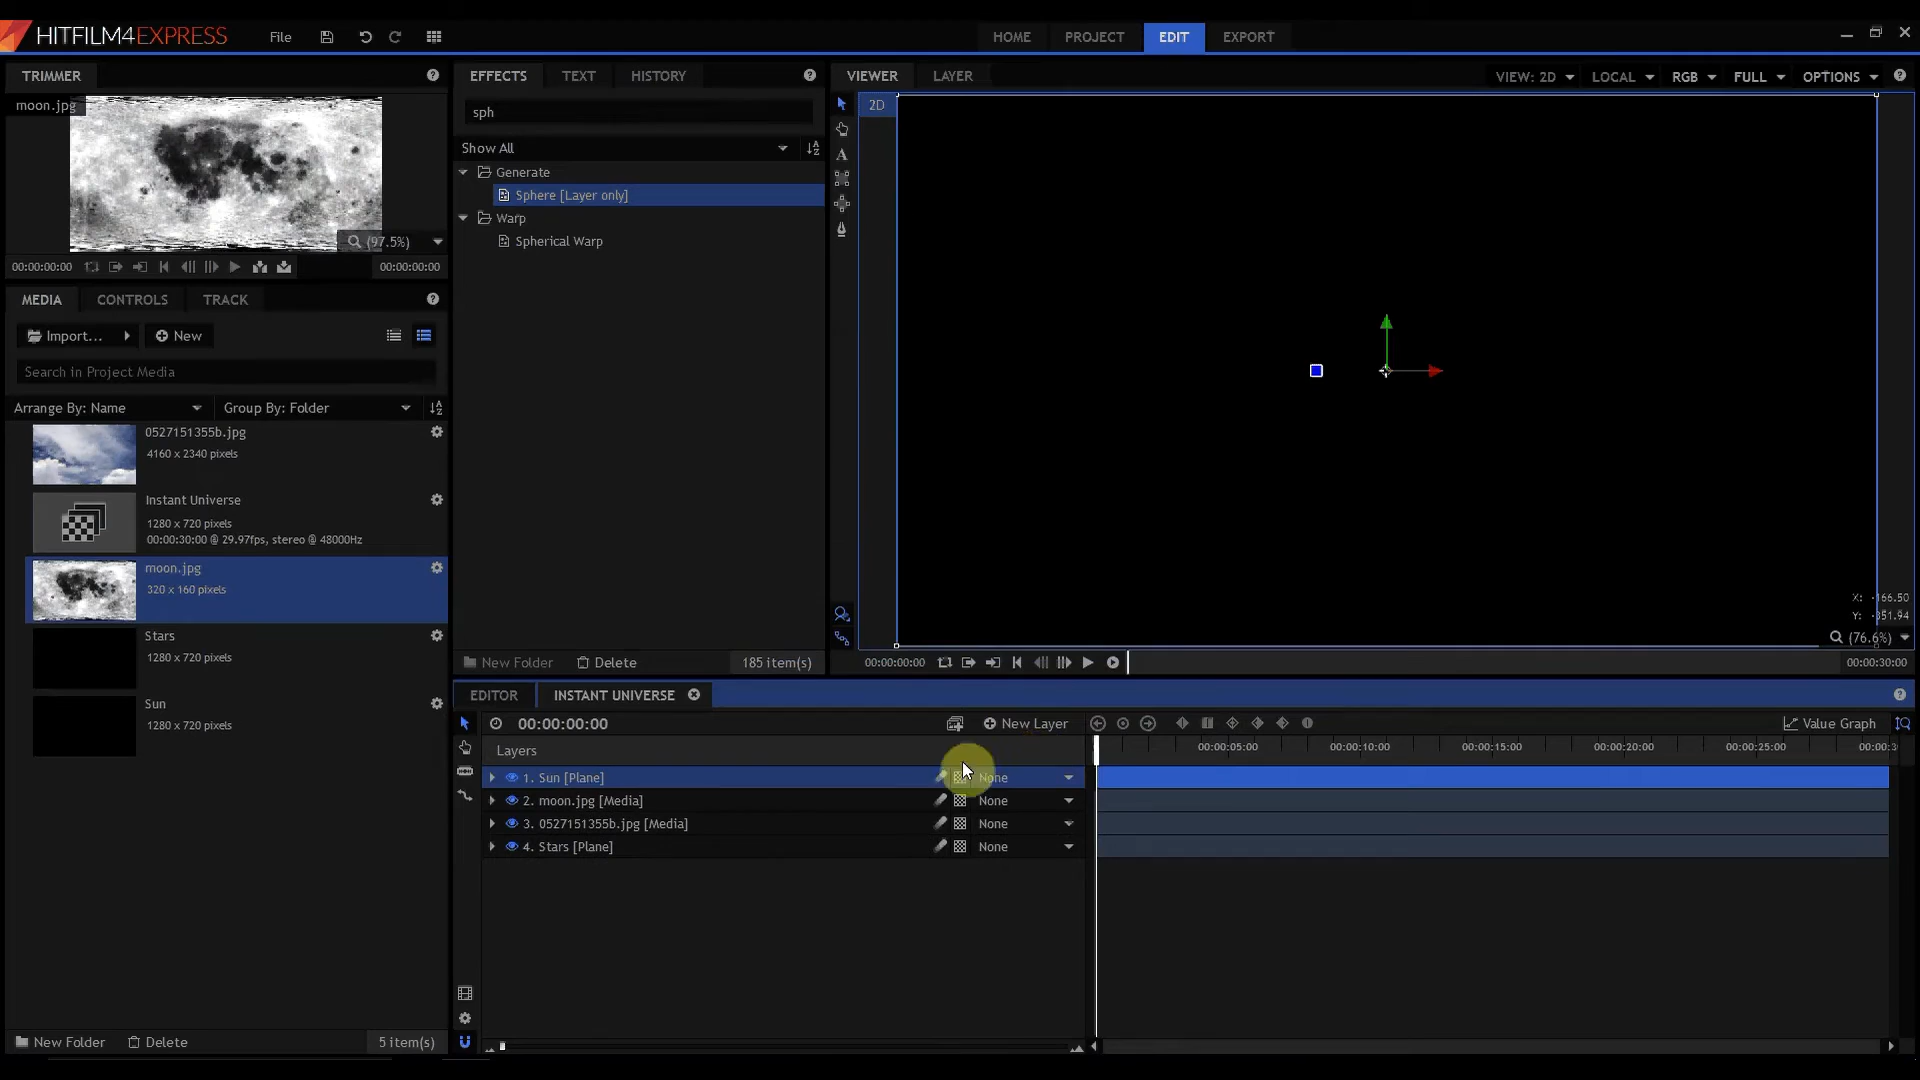 HITFILM4EXPRESS
File
HOME
PROJECT
EDIT
EXPORT
TRIMMER
moon.jpg
(97.5%)
00:00:00:00
00:00:00:00
EFFECTS
TEXT
HISTORY
sph
Show All
Generate
Sphere [Layer only]
Warp
Spherical Warp
New Folder
Delete
185 item(s)
VIEWER
LAYER
VIEW: 2D
LOCAL
RGB
FULL
OPTIONS
2D
X: -166.50
Y: -351.94
(76.6%)
00:00:00:00
00:00:30:00
MEDIA
CONTROLS
TRACK
Import...
New
Search in Project Media
Arrange By: Name
Group By: Folder
0527151355b.jpg
4160 x 2340 pixels
Instant Universe
1280 x 720 pixels
00:00:30:00 @ 29.97fps, stereo @ 48000Hz
moon.jpg
320 x 160 pixels
Stars
1280 x 720 pixels
Sun
1280 x 720 pixels
New Folder
Delete
5 item(s)
EDITOR
INSTANT UNIVERSE
00:00:00:00
New Layer
Value Graph
Layers
00:00:05:00
00:00:10:00
00:00:15:00
00:00:20:00
00:00:25:00
00:00:3
1. Sun [Plane]
None
2. moon.jpg [Media]
None
3. 0527151355b.jpg [Media]
None
4. Stars [Plane]
None